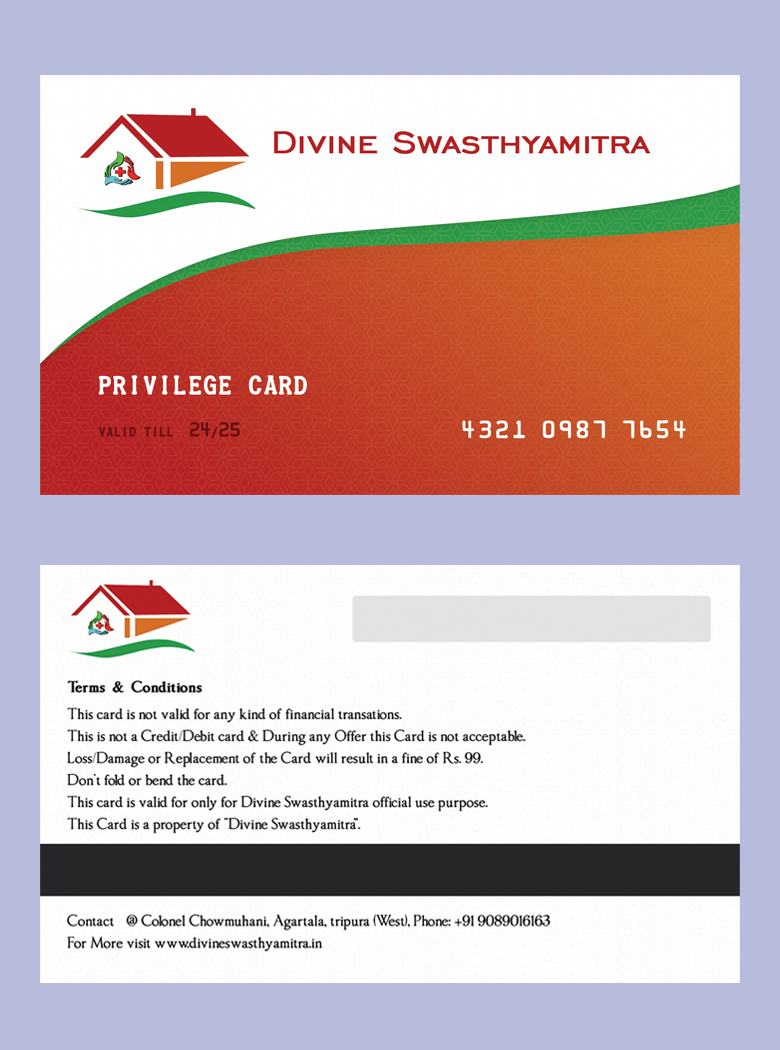 DIVINE SWASTHYAMITRA
PRIVILEGE CARD
VALID TILL 24/25
4321 0987 7654
Terms & Conditions
This card is not valid for any kind of financial transations.
This is not a Credit/Debit card & During any Offer this Card is not acceptable.
Loss/Damage or Replacement of the Card will result in a fine of Rs. 99.
Don't fold or bend the card.
This card is valid for only for Divine Swasthyamitra official use purpose.
This Card is a property of "Divine Swasthyamitra".
Contact @ Colonel Chowmuhani, Agartala, tripura (West), Phone: +91 9089016163
For More visit www.divineswasthyamitra.in